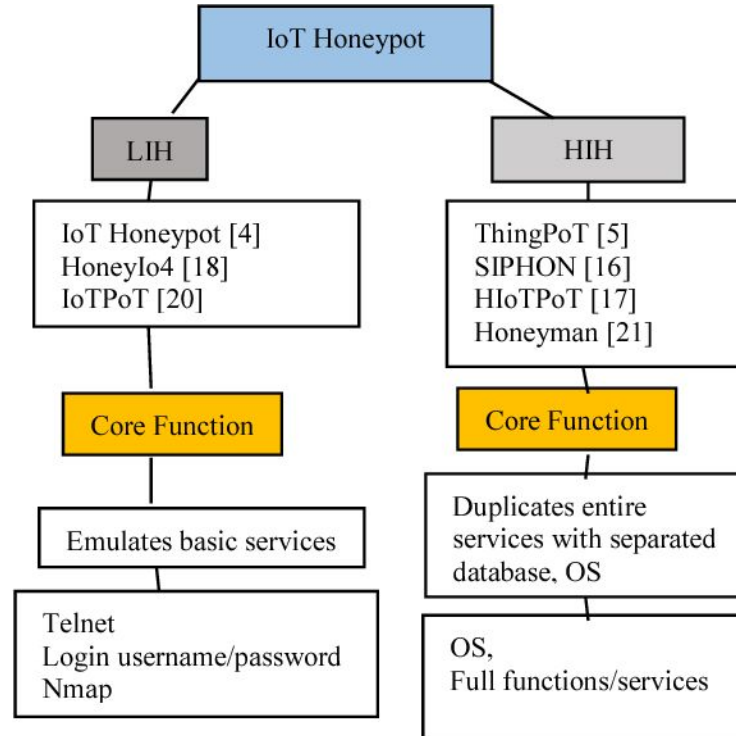 IoT Honeypot
LIH
HIH
IoT Honeypot [4]
HoneyIo4 [18]
IoTPoT [20]
ThingPoT [5]
SIPHON [16]
HIoTPoT [17]
Honeyman [21]
Core Function
Core Function
Emulates basic services
Duplicates entire
services with separated
database, OS
Telnet
Login username/password
Nmap
OS,
Full functions/services